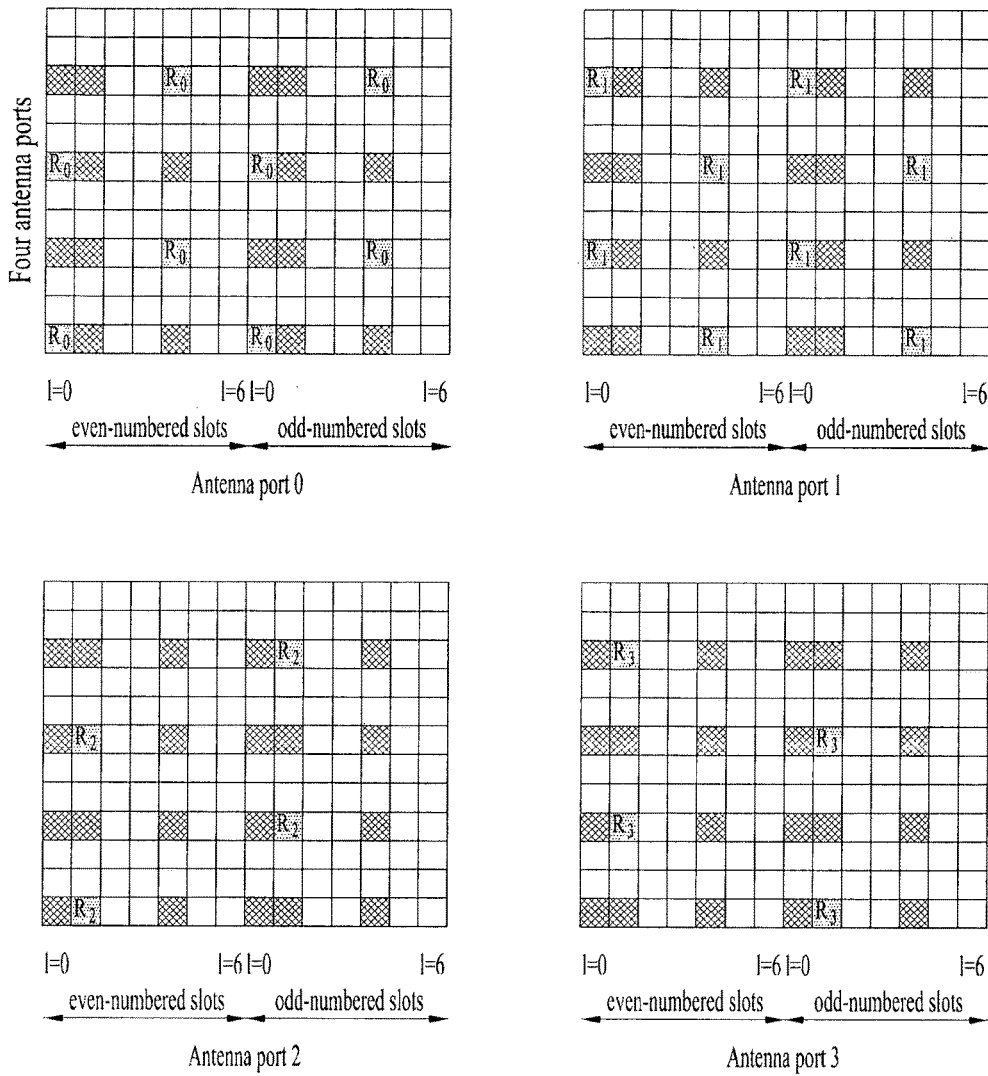 Four antenna ports
R0 R0
R0 R0
R0 R0
R0 R0
l=0 l=6 l=0 l=6
even-numbered slots odd-numbered slots
Antenna port 0
R1 R1
R1 R1
R1 R1
R1 R1
l=0 l=6 l=0 l=6
even-numbered slots odd-numbered slots
Antenna port 1
R2
R2
R2
R2
l=0 l=6 l=0 l=6
even-numbered slots odd-numbered slots
Antenna port 2
R3
R3
R3
R3
l=0 l=6 l=0 l=6
even-numbered slots odd-numbered slots
Antenna port 3